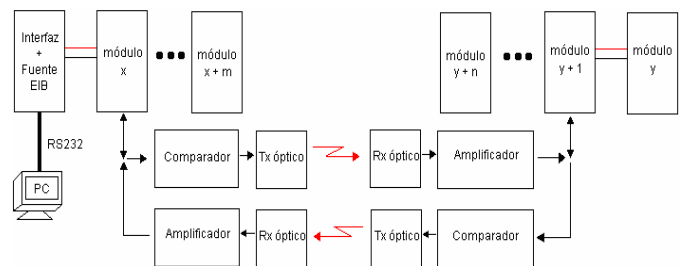 Interfaz
+
Fuente
EIB
módulo
x
módulo
x + m
módulo
y + n
módulo
y + 1
módulo
y
RS232
PC
Comparador
Tx óptico
Rx óptico
Amplificador
Amplificador
Rx óptico
Tx óptico
Comparador